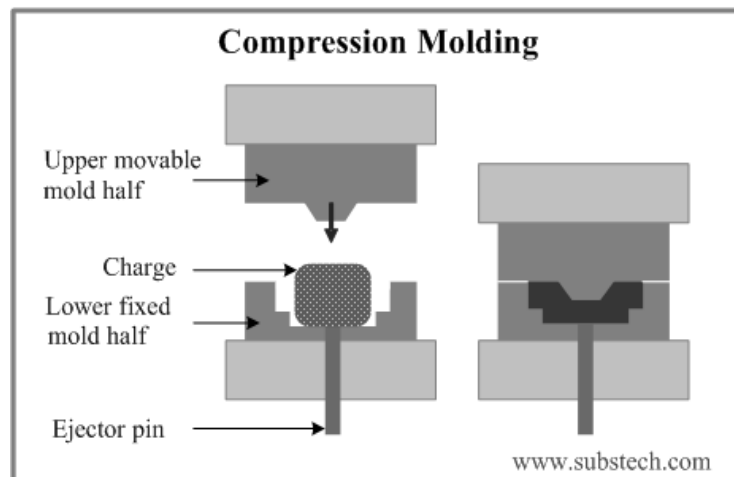 Compression Molding
Upper movable
mold half
Charge
Lower fixed
mold half
Ejector pin
www.substech.com